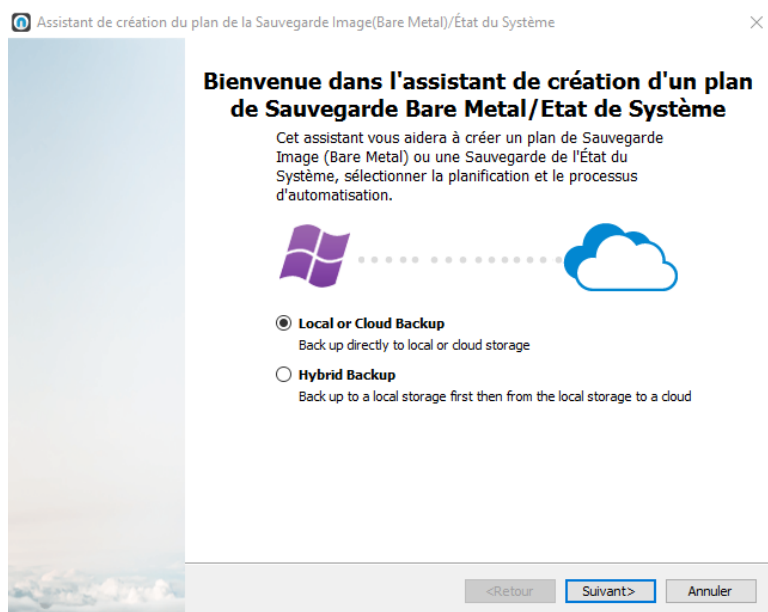 Assistant de création du plan de la Sauvegarde Image(Bare Metal)/État du Système
Bienvenue dans l'assistant de création d'un plan
de Sauvegarde Bare Metal/Etat de Système
Cet assistant vous aidera à créer un plan de Sauvegarde
Image (Bare Metal) ou une Sauvegarde de l'État du
Système, sélectionner la planification et le processus
d'automatisation.
Local or Cloud Backup
Back up directly to local or cloud storage
Hybrid Backup
Back up to a local storage first then from the local storage to a cloud
<Retour
Suivant>
Annuler